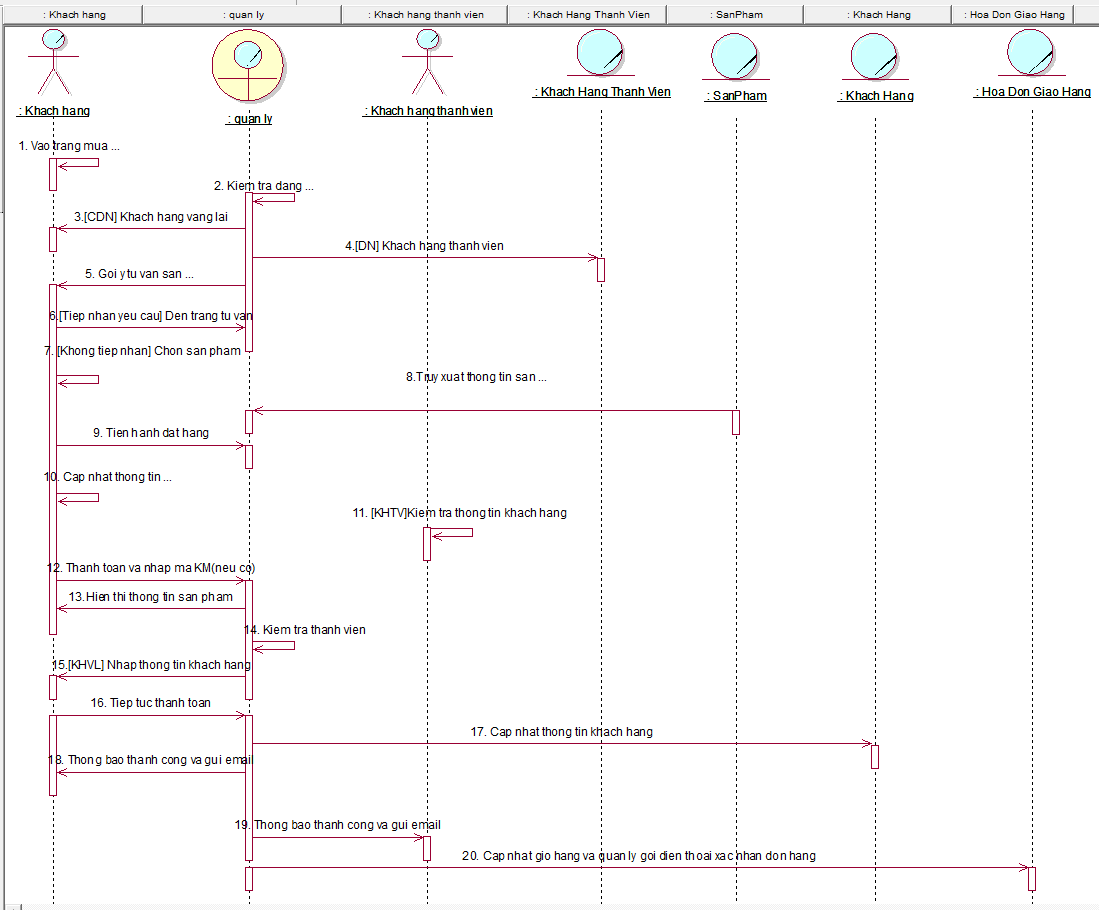 : Khach hang
: quan ly
: Khach hang thanh vien
: Khach Hang Thanh Vien
: SanPham
: Khach Hang
: Hoa Don Giao Hang
: Khach hang
: quan ly
: Khach hang thanh vien
: Khach Hang Thanh Vien
: SanPham
: Khach Hang
: Hoa Don Giao Hang
1. Vao trang mua ...
2. Kiem tra dang ...
3.[CDN] Khach hang vang lai
4.[DN] Khach hang thanh vien
5. Goi y tu van san ...
6.[Tiep nhan yeu cau] Den trang tu van
7. [Khong tiep nhan] Chon san pham
8.Truy xuat thong tin san ...
9. Tien hanh dat hang
10. Cap nhat thong tin ...
11. [KHTV]Kiem tra thong tin khach hang
12. Thanh toan va nhap ma KM(neu co)
13.Hien thi thong tin san pham
14. Kiem tra thanh vien
15.[KHVL] Nhap thong tin khach hang
16. Tiep tuc thanh toan
17. Cap nhat thong tin khach hang
18. Thong bao thanh cong va gui email
19. Thong bao thanh cong va gui email
20. Cap nhat gio hang va quan ly goi dien thoai xac nhan don hang